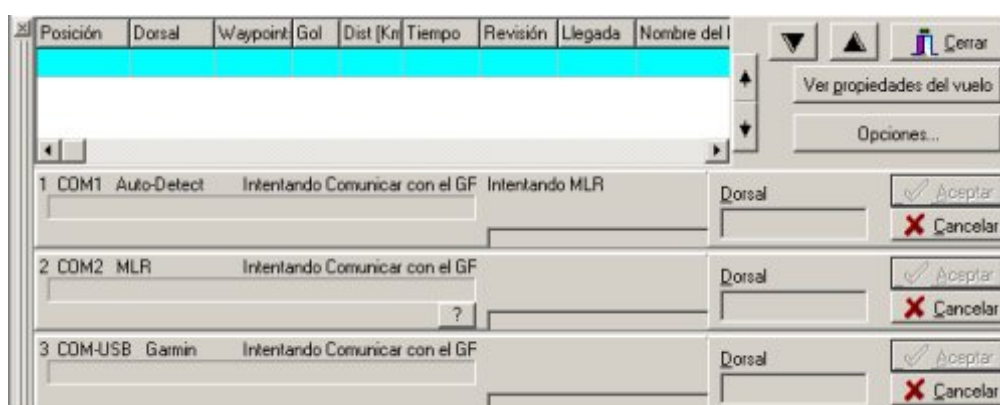 Posición Dorsal Waypoint Gol Dist [Km Tiempo Revisión Llegada Nombre del
Cerrar
Ver propiedades del vuelo
Opciones...
1 COM1 Auto-Detect Intentando Comunicar con el GF Intentando MLR
Dorsal
Aceptar
Cancelar
2 COM2 MLR Intentando Comunicar con el GF
Dorsal
Aceptar
?
Cancelar
3 COM-USB Garmin Intentando Comunicar con el GF
Dorsal
Aceptar
Cancelar